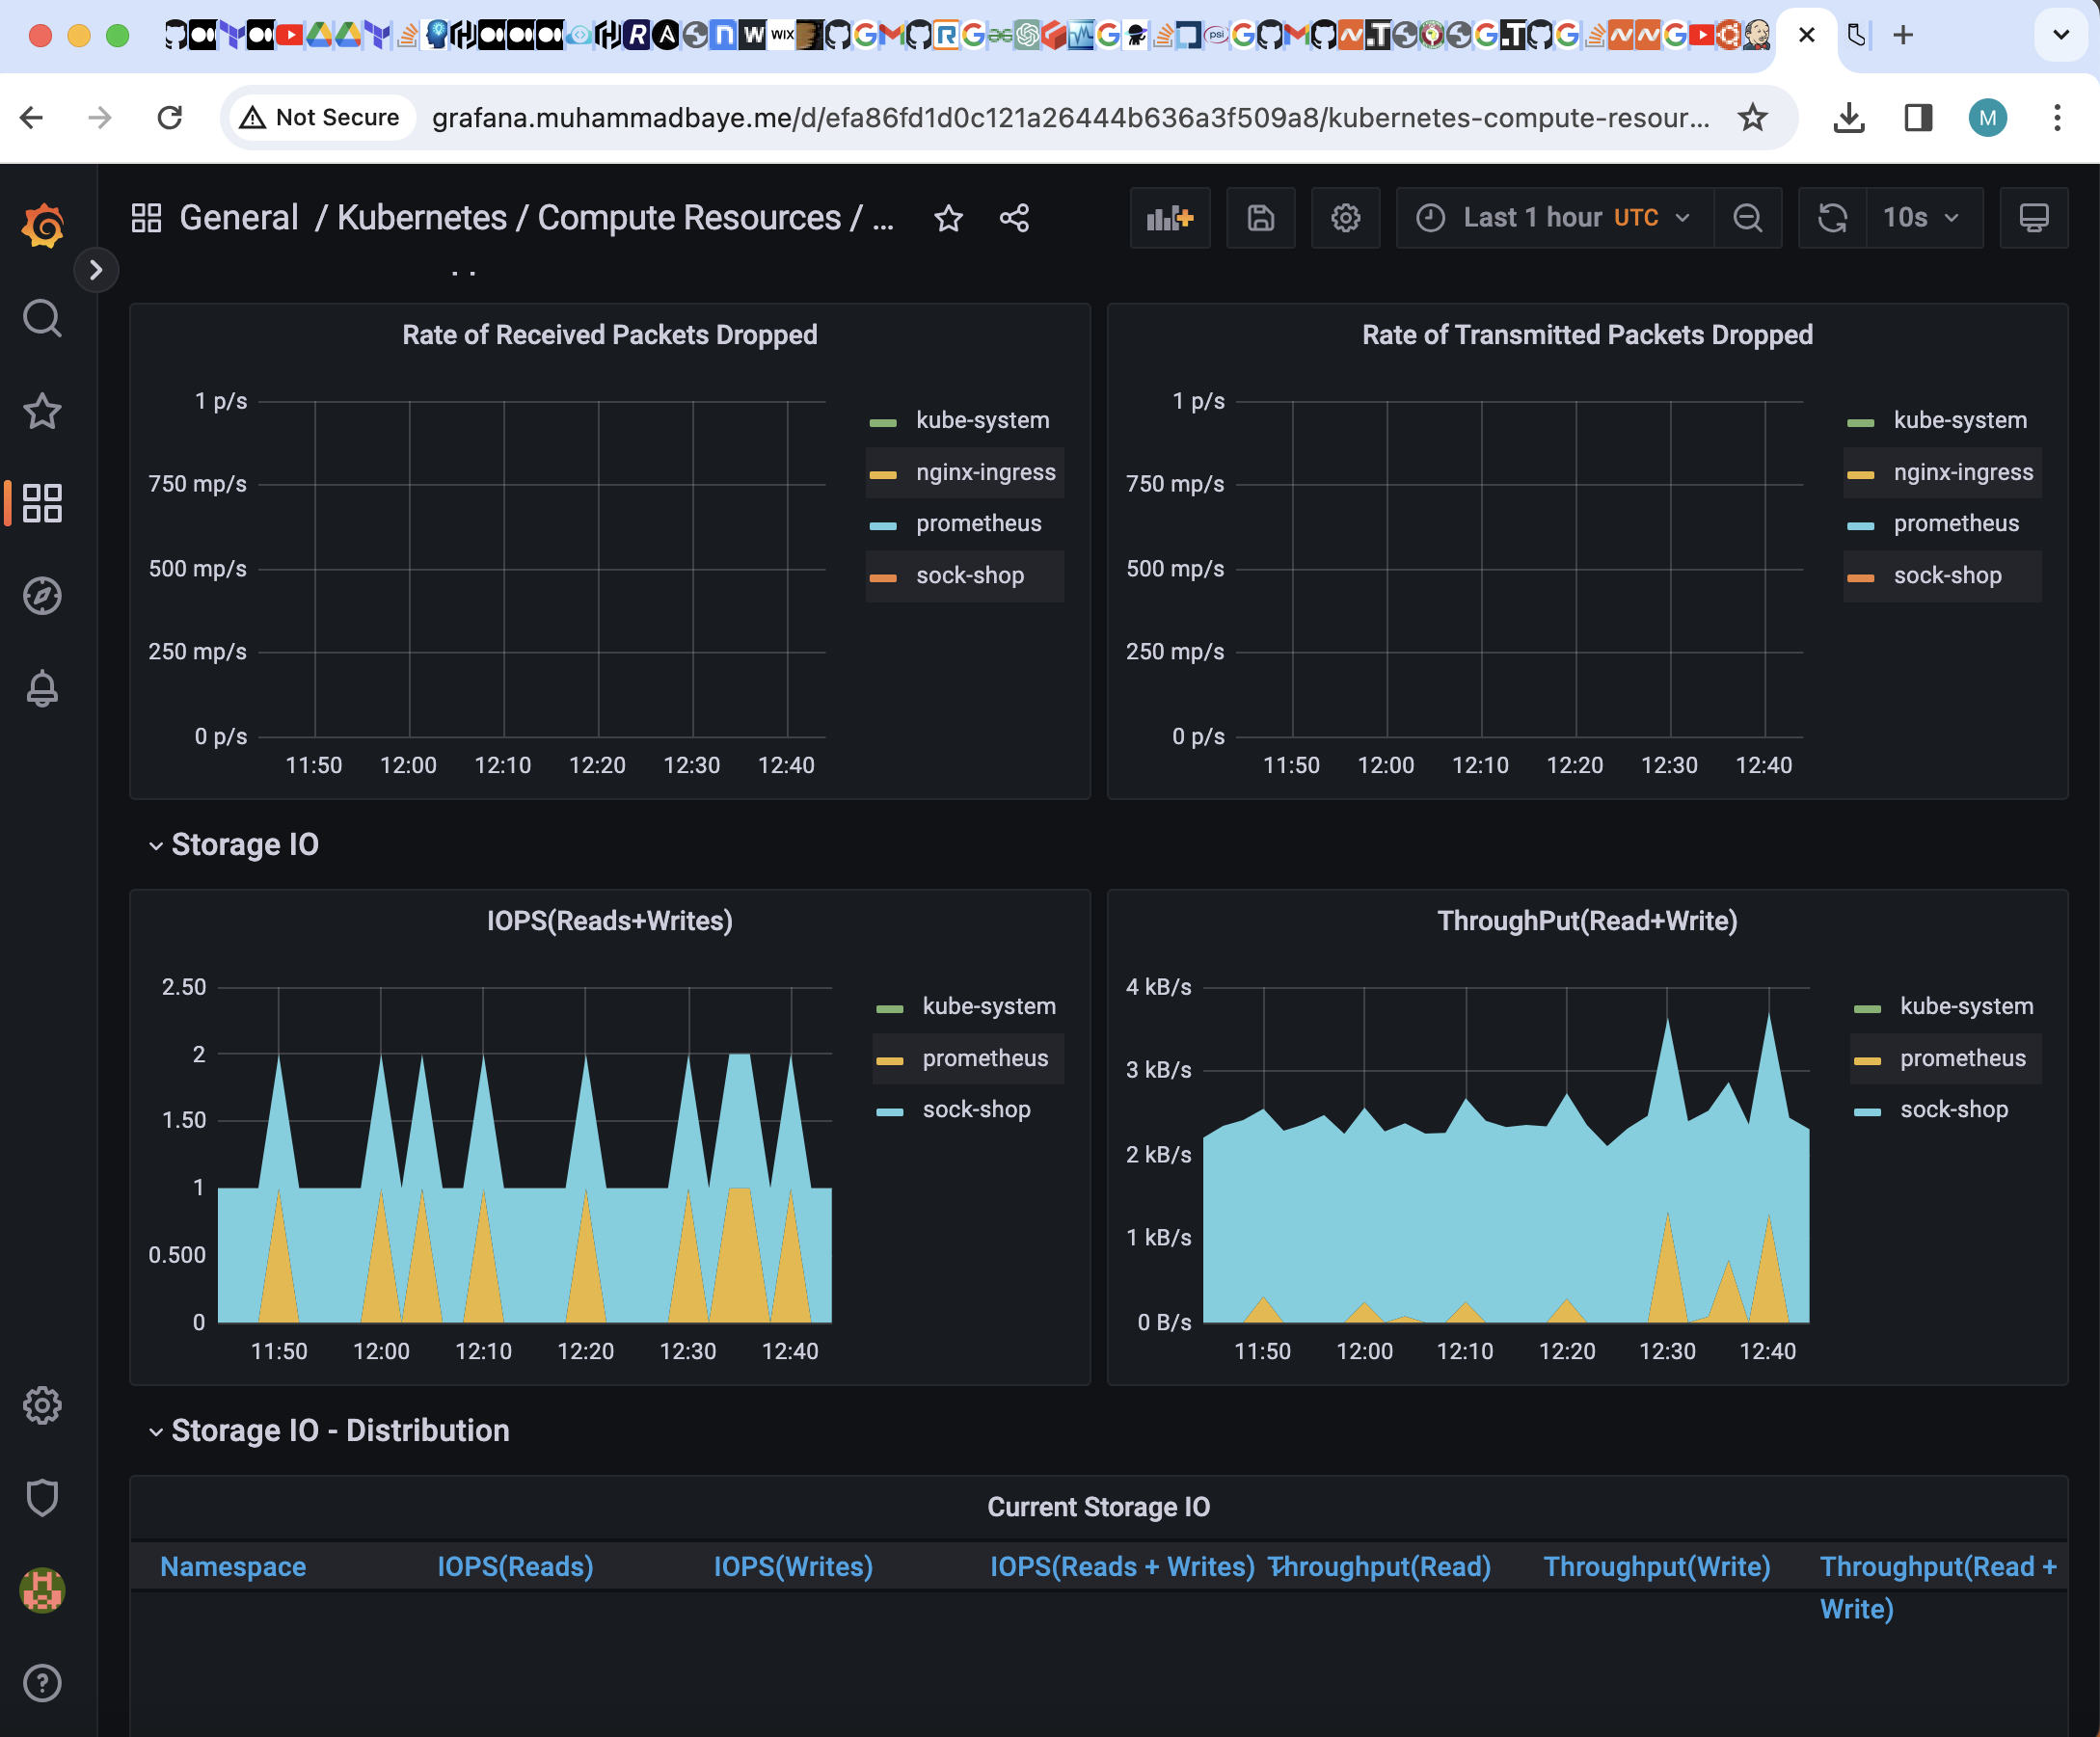 Not Secure
grafana.muhammadbaye.me/d/efa86fd1d0c121a26444b636a3f509a8/kubernetes-compute-resour...
M
General / Kubernetes / Compute Resources / ...
Last 1 hour UTC
10s
Rate of Received Packets Dropped
1 p/s
750 mp/s
500 mp/s
250 mp/s
0 p/s
11:50 12:00 12:10 12:20 12:30 12:40
kube-system
nginx-ingress
prometheus
sock-shop
Rate of Transmitted Packets Dropped
1 p/s
750 mp/s
500 mp/s
250 mp/s
0 p/s
11:50 12:00 12:10 12:20 12:30 12:40
kube-system
nginx-ingress
prometheus
sock-shop
Storage IO
IOPS(Reads+Writes)
2.50
2
1.50
1
0.500
0
11:50 12:00 12:10 12:20 12:30 12:40
kube-system
prometheus
sock-shop
ThroughPut(Read+Write)
4 kB/s
3 kB/s
2 kB/s
1 kB/s
0 B/s
11:50 12:00 12:10 12:20 12:30 12:40
kube-system
prometheus
sock-shop
Storage IO - Distribution
Current Storage IO
Namespace IOPS(Reads) IOPS(Writes) IOPS(Reads + Writes) Throughput(Read) Throughput(Write) Throughput(Read +
Write)